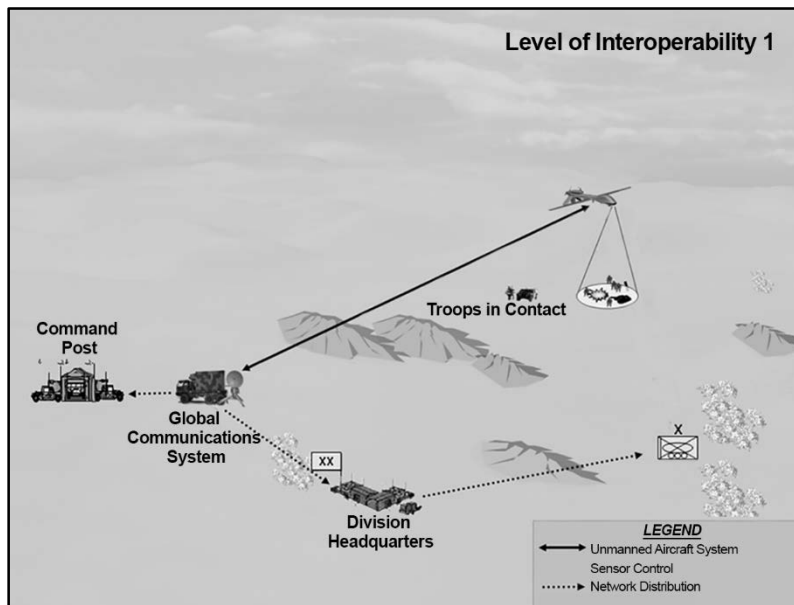 Level of Interoperability 1
Troops in Contact
Command
Post
Global
Communications
System
XX
X
Division
Headquarters
LEGEND
Unmanned Aircraft System
Sensor Control
Network Distribution